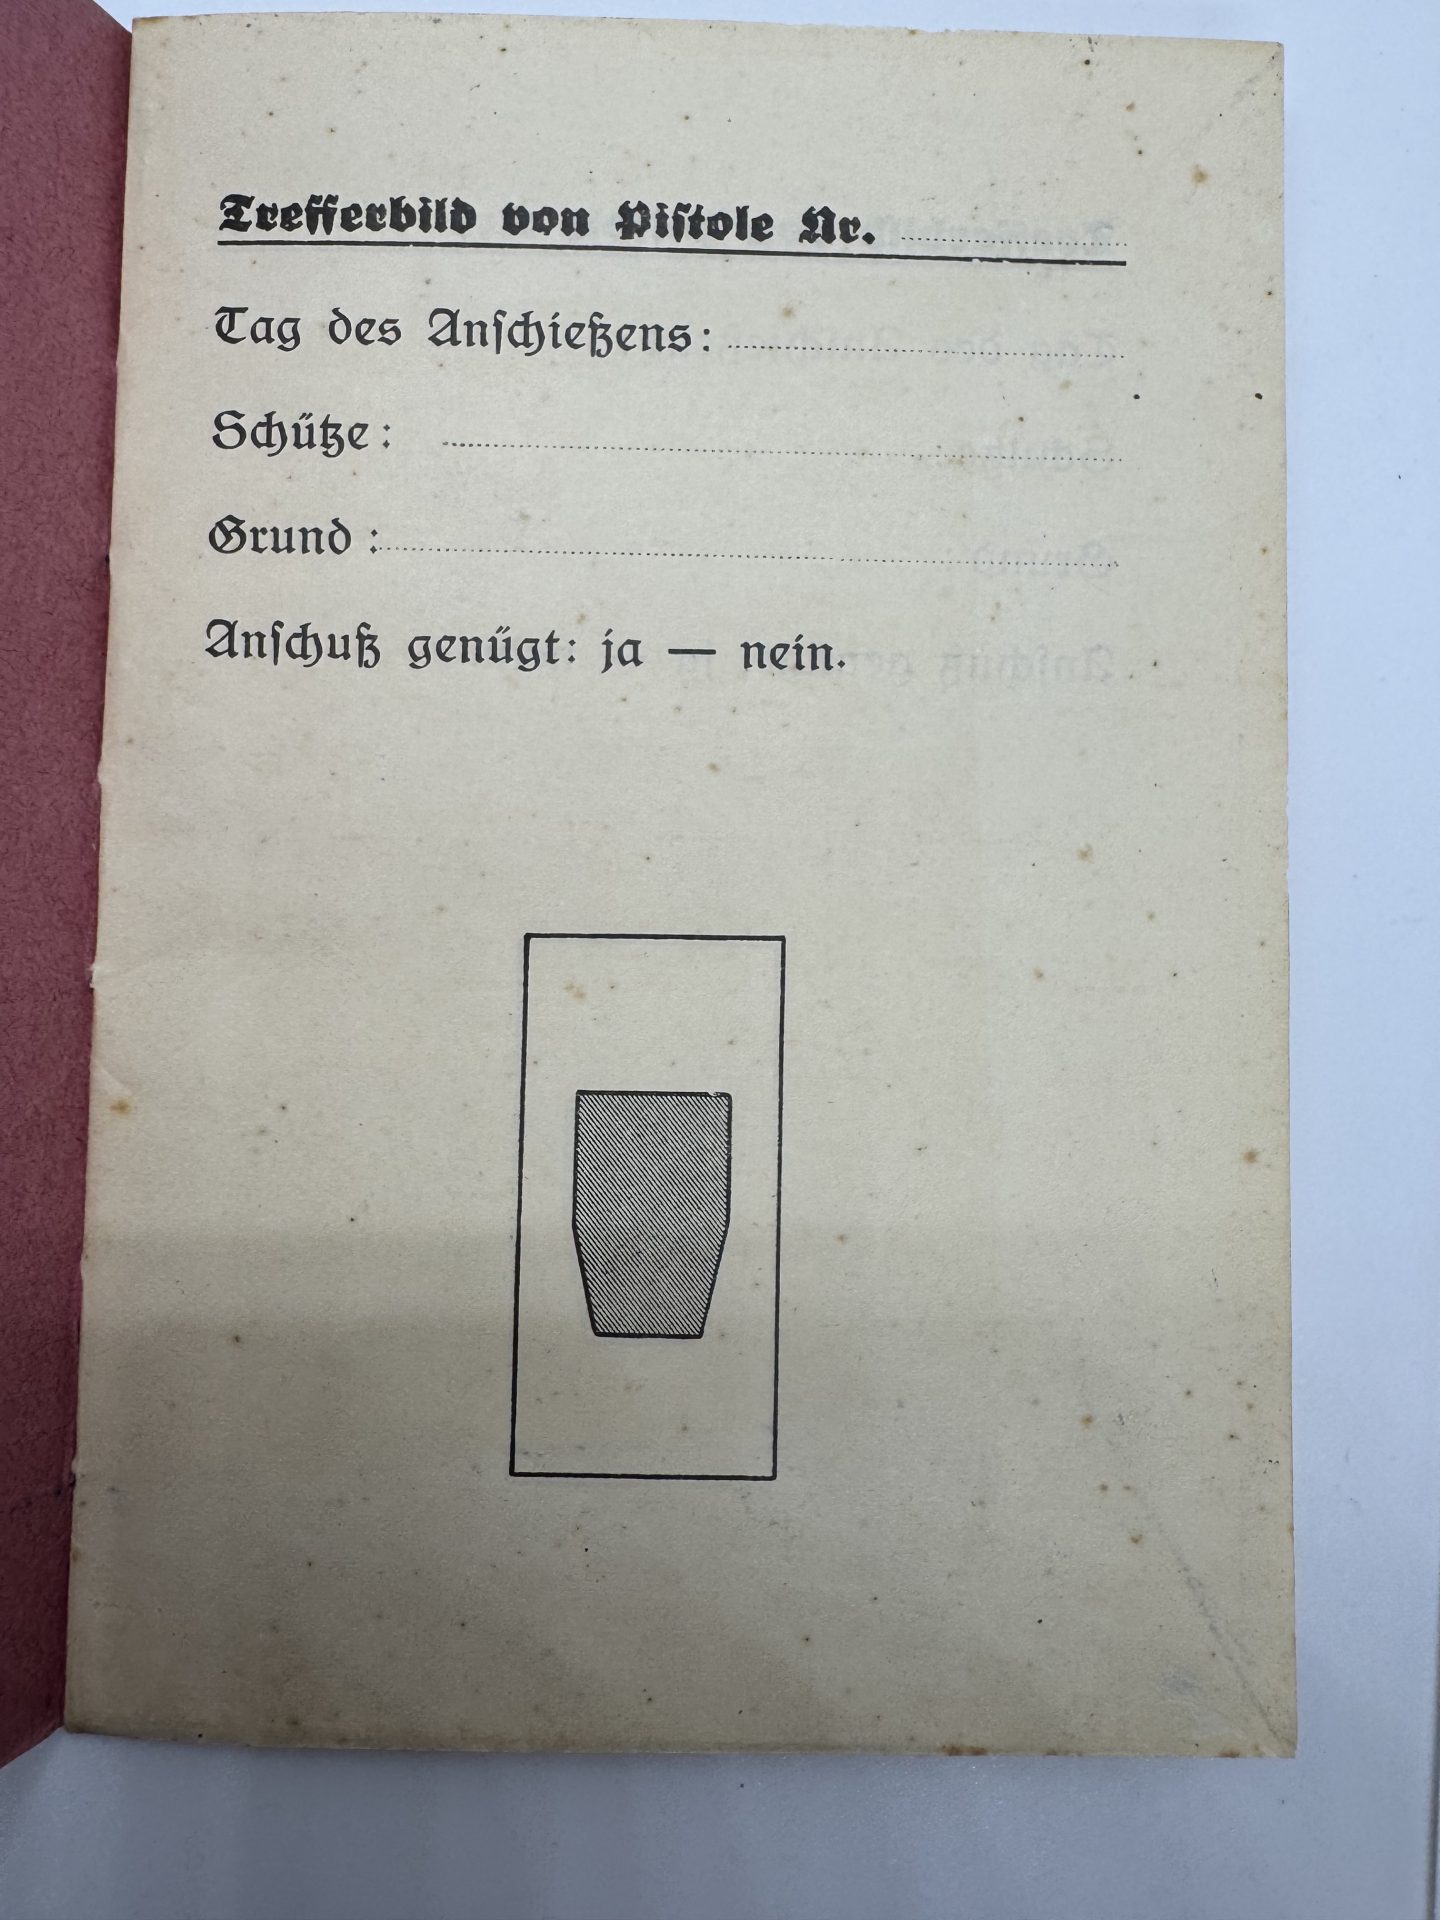 Trefferbild von Pistole Nr. ........................
Tag des Anschießens: ........................
Schütze: ........................
Grund: ........................
Anschuß genügt: ja — nein.